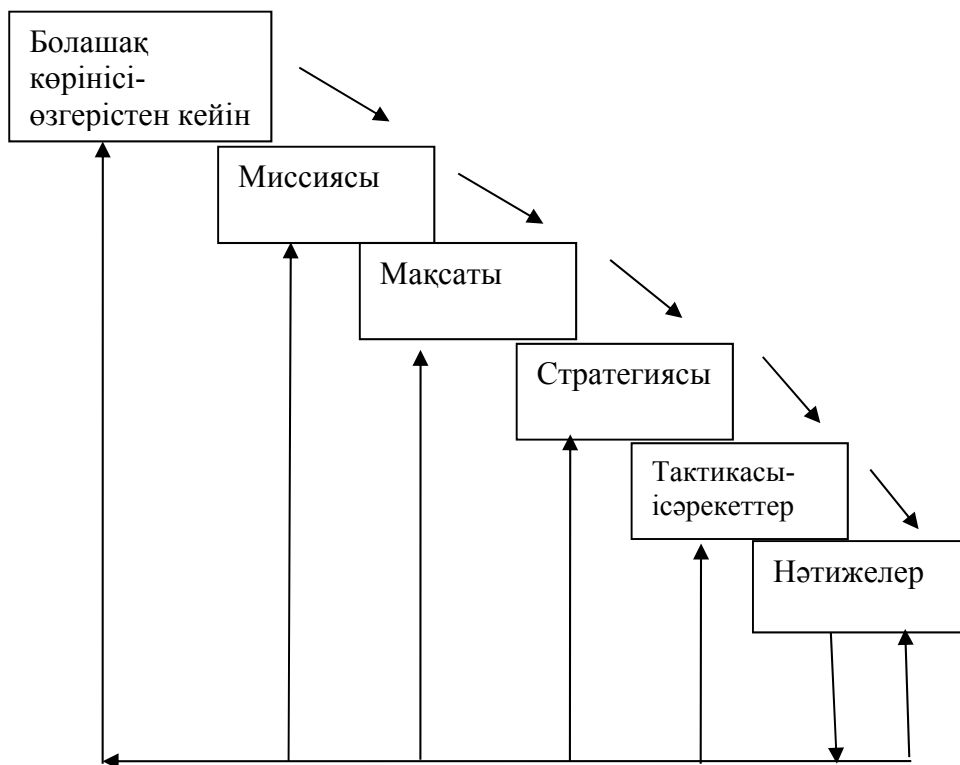 Болашақ
көрінісі-
өзгерістен кейін
Миссиясы
Мақсаты
Стратегиясы
Тактикасы-
ісәрекеттер
Нәтижелер